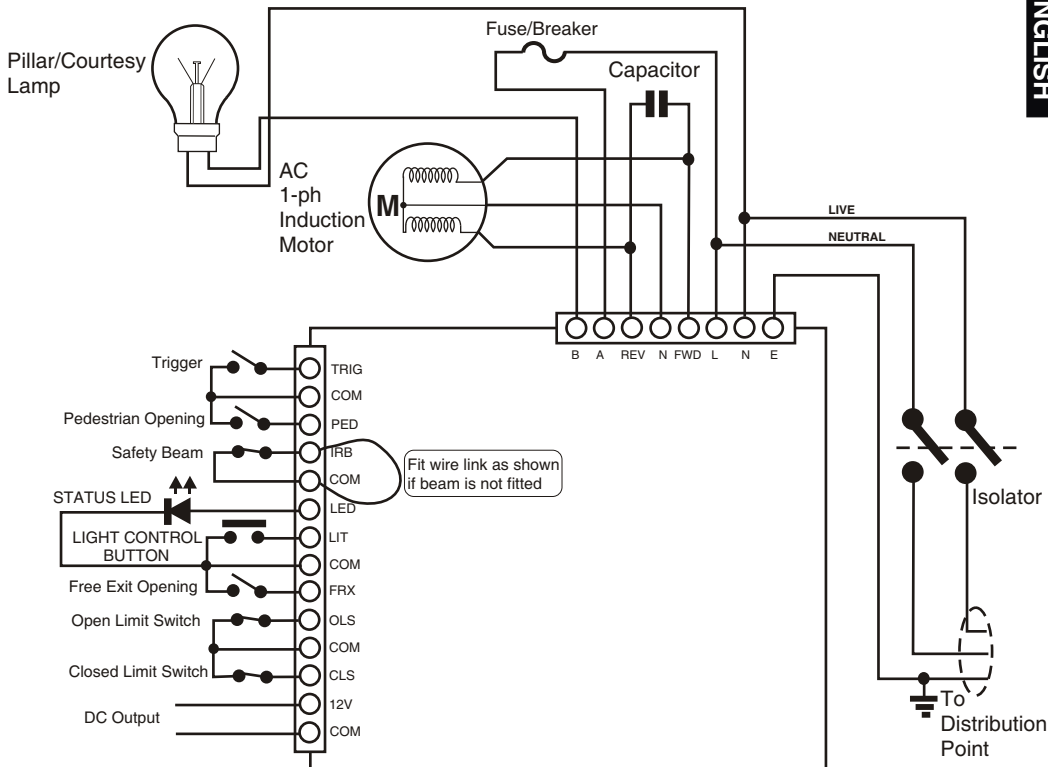 NGLISH
Fuse/Breaker
Pillar/Courtesy
Lamp
Capacitor
AC
1-ph
Induction
Motor
M
LIVE
NEUTRAL
B A REV N FWD L N E
Trigger
TRIG
COM
Pedestrian Opening
PED
Safety Beam
IRB
COM
Fit wire link as shown
if beam is not fitted
STATUS LED
LED
LIGHT CONTROL
BUTTON
LIT
COM
Free Exit Opening
FRX
Open Limit Switch
OLS
COM
Closed Limit Switch
CLS
DC Output
12V
COM
Isolator
To
Distribution
Point